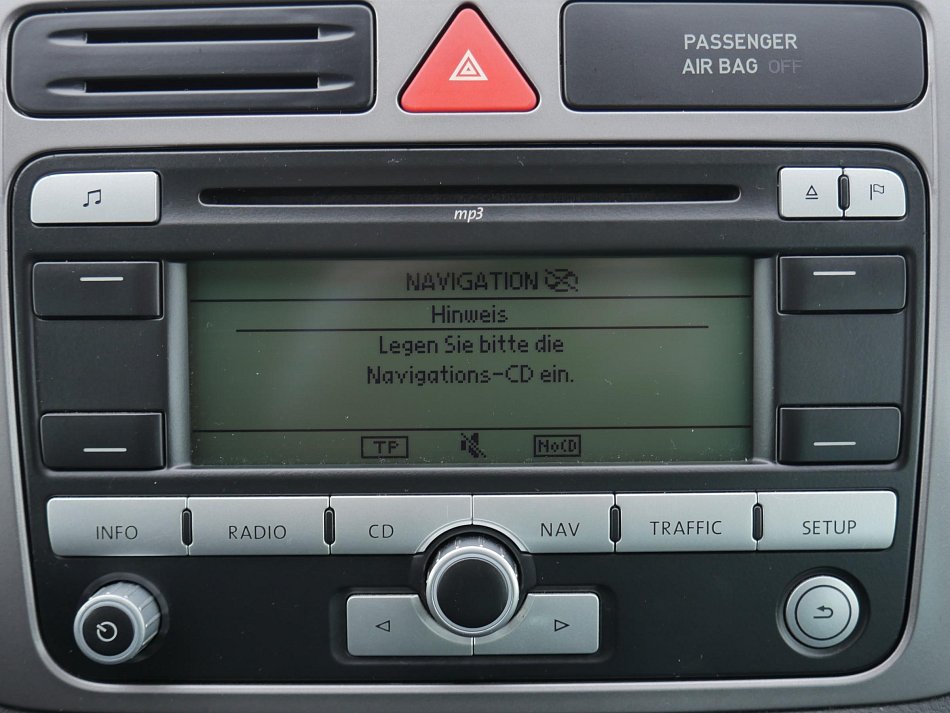 PASSENGER
AIR BAG OFF
mp3
NAVIGATION
Hinweis
Legen Sie bitte die
Navigations-CD ein.
TP
NoCD
INFO
RADIO
CD
NAV
TRAFFIC
SETUP